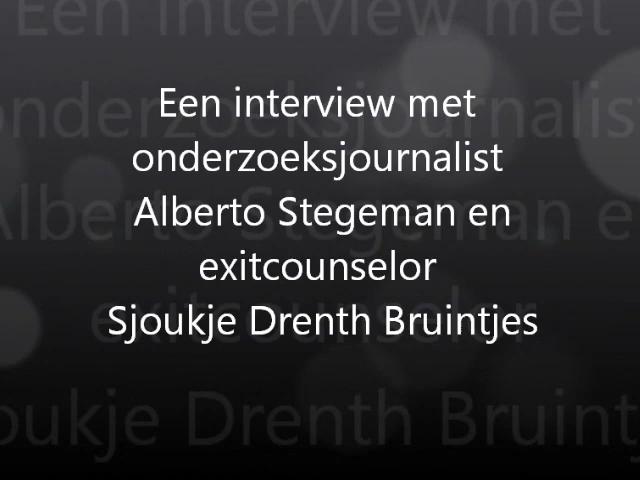 Een interview met
onderzoeksjournalist
Alberto Stegeman en
exitcounselor
Sjoukje Drenth Bruintjes